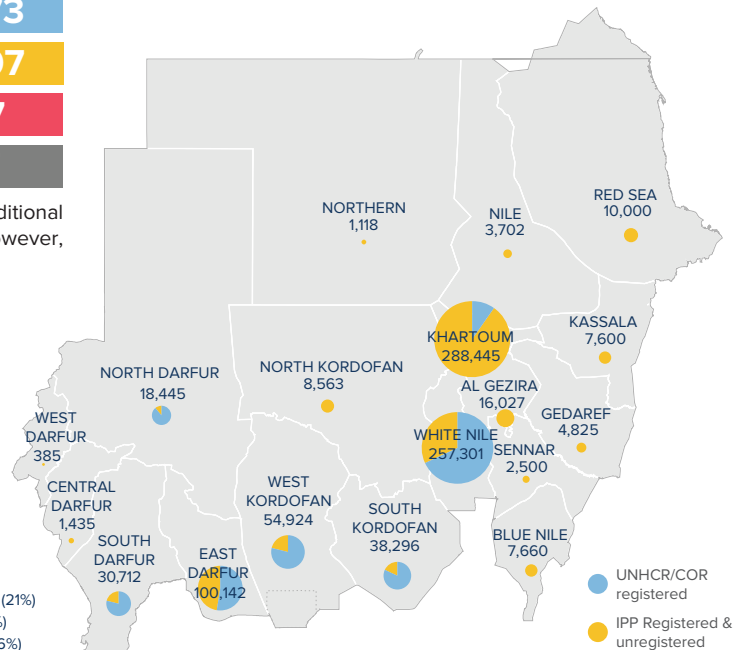 ditional
NORTHERN
1,118
NILE
3,702
RED SEA
10,000
KHARTOUM
288,445
KASSALA
7,600
NORTH DARFUR
18,445
NORTH KORDOFAN
8,563
AL GEZIRA
16,027
GEDAREF
4,825
WEST
DARFUR
385
WHITE NILE
257,301
SENNAR
2,500
CENTRAL
DARFUR
1,435
WEST
KORDOFAN
54,924
SOUTH
KORDOFAN
38,296
SOUTH
DARFUR
30,712
EAST
DARFUR
100,142
BLUE NILE
7,660
UNHCR/COR
registered
IPP Registered &
unregistered
(21%)